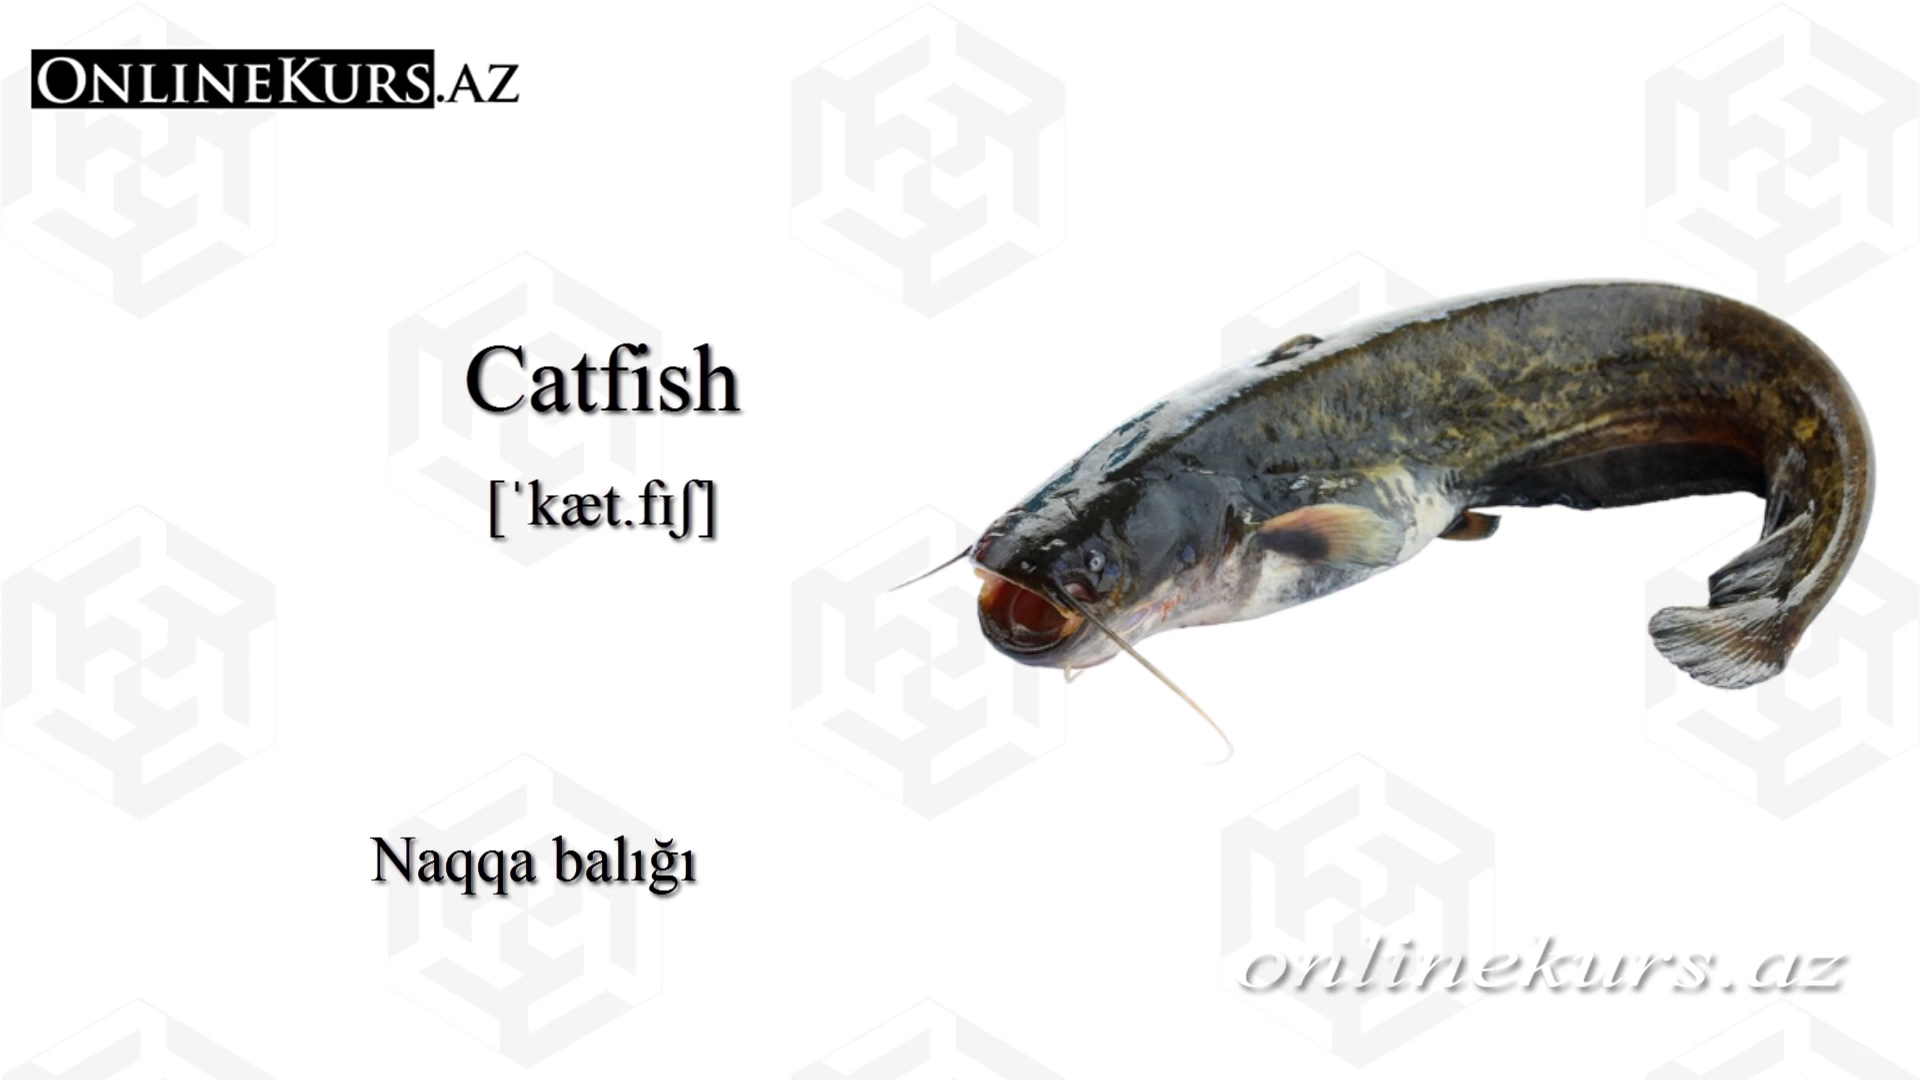 ONLINEKURS.AZ
Catfish
[ˈkæt.fɪʃ]
Naqqa balığı
onlinekurs.az